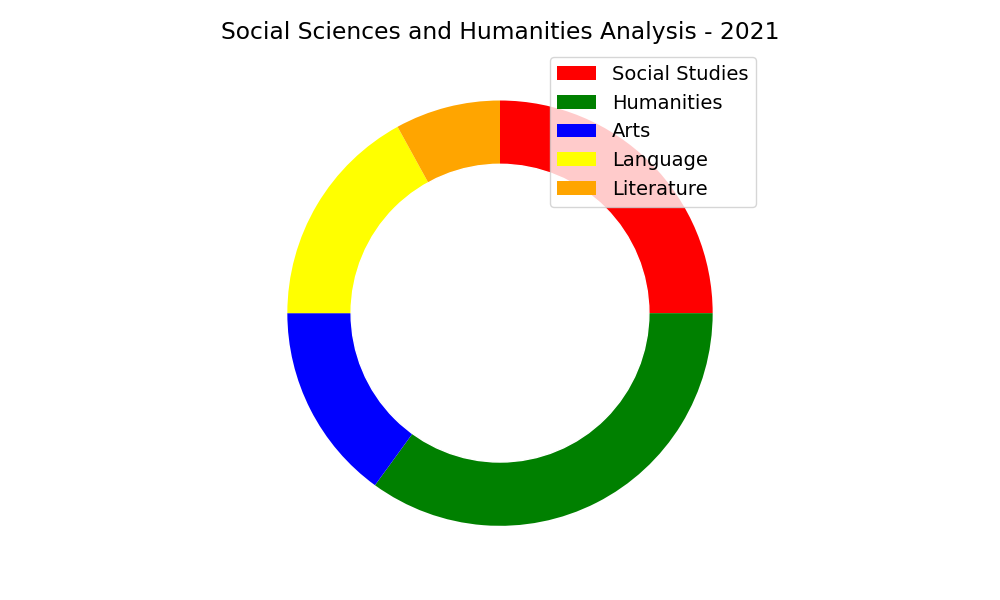 Social Sciences and Humanities Analysis - 2021
Social Studies
Humanities
Arts
Language
Literature